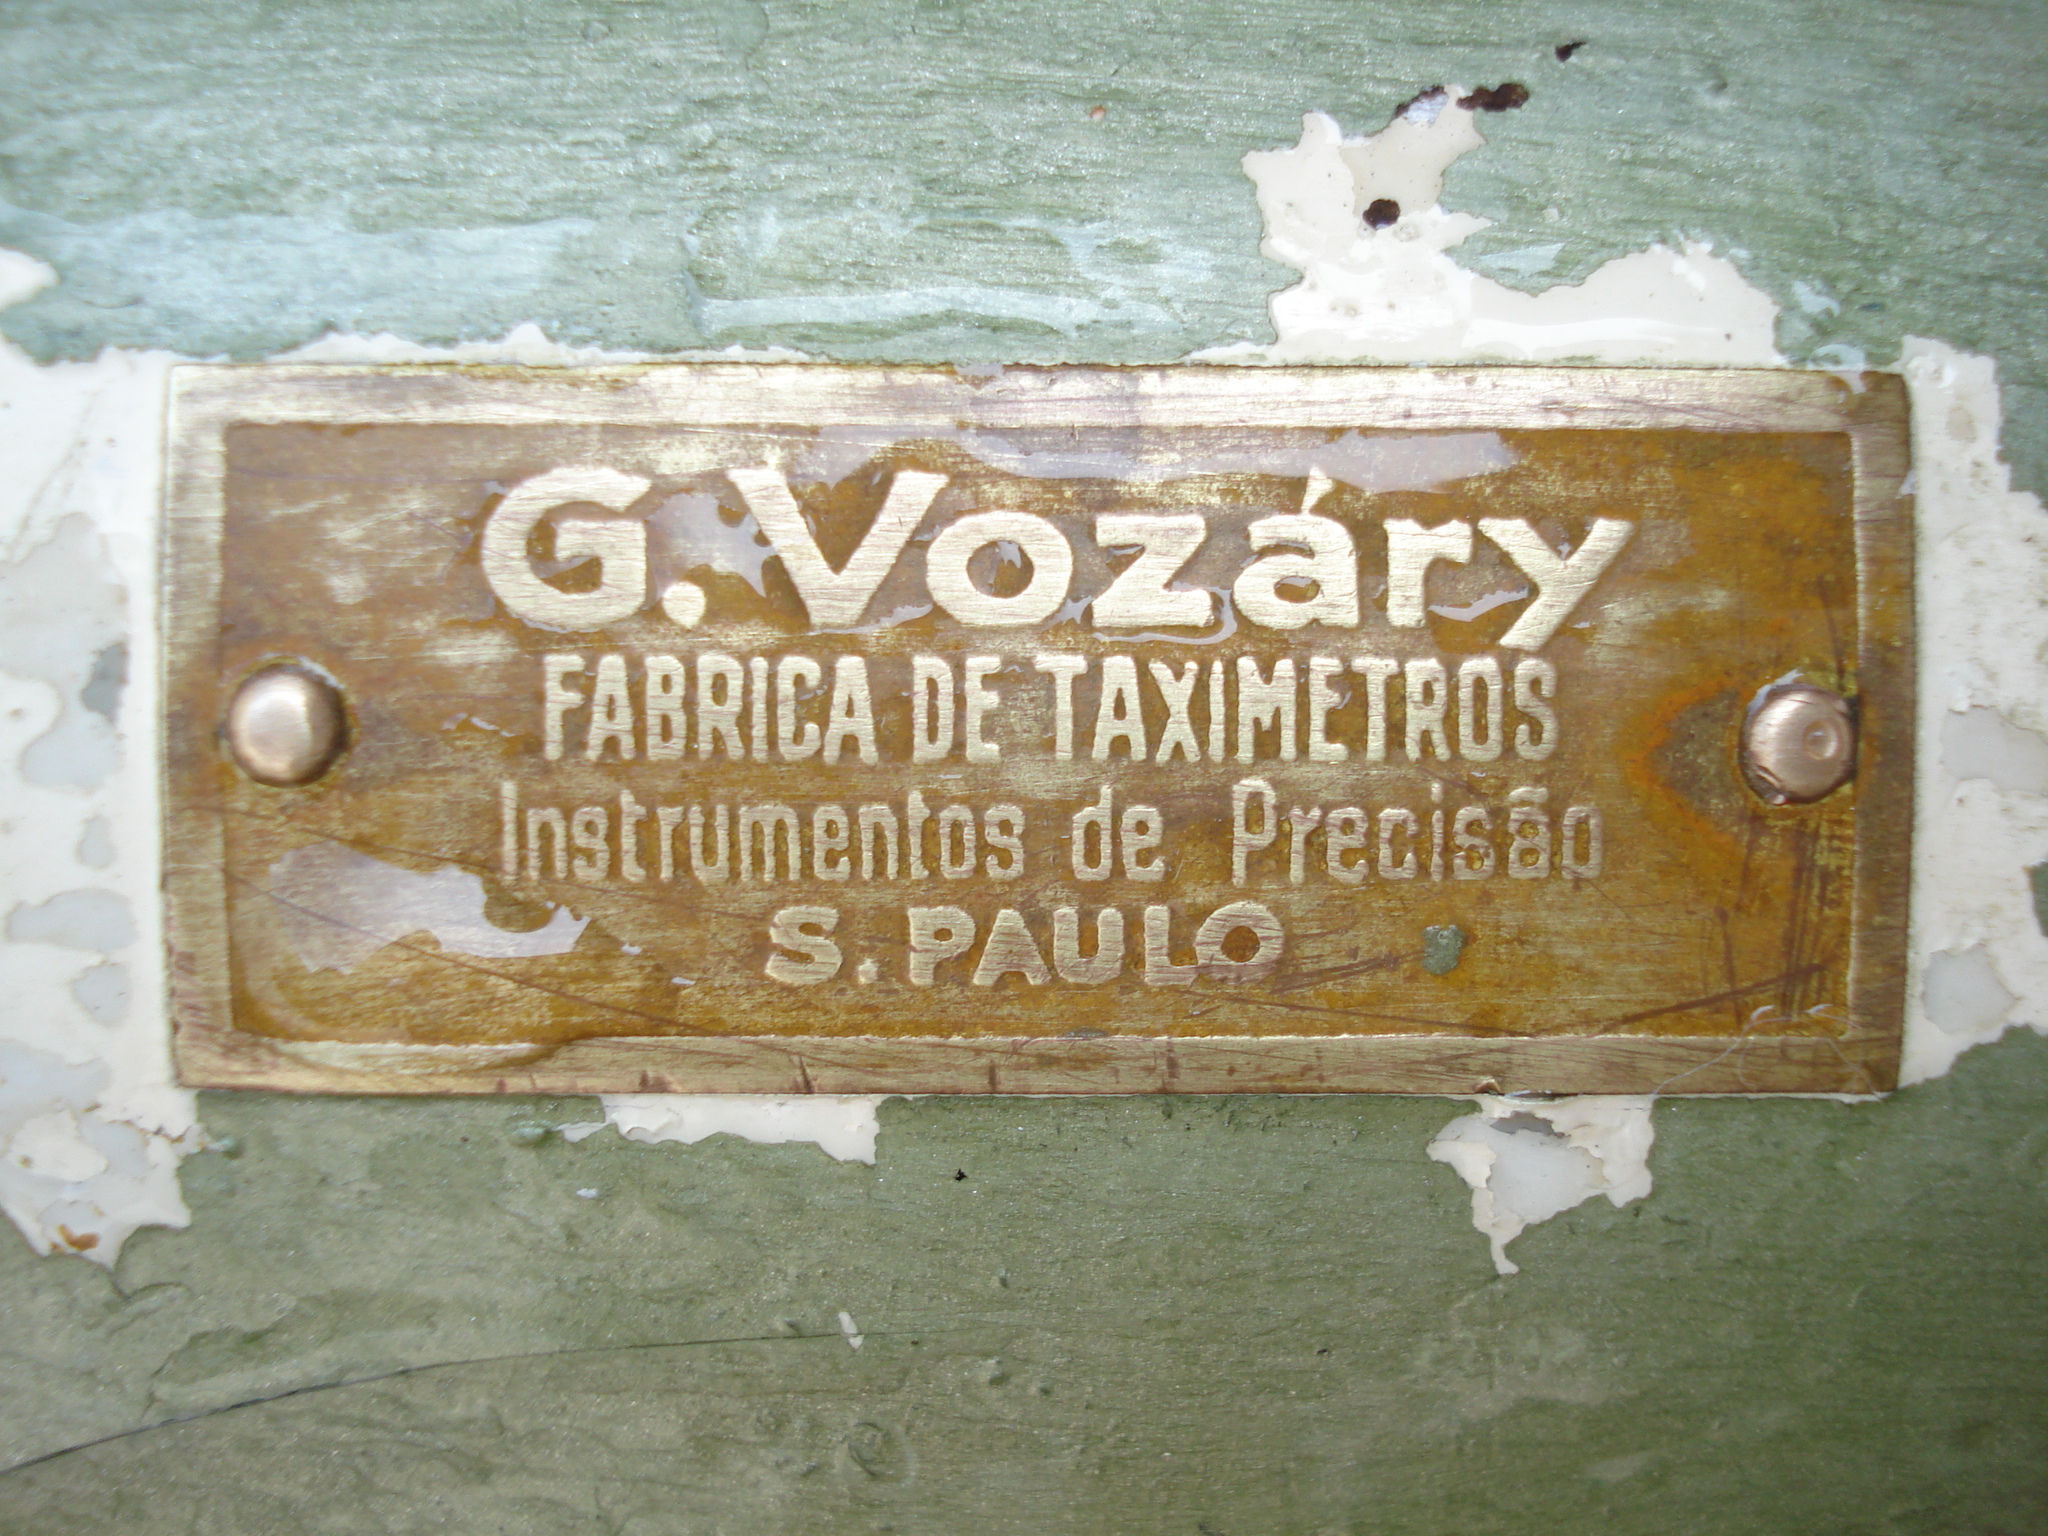 G. Vozáry
FABRICA DE TAXIMETROS
Instrumentos de Precisão
S. PAULO